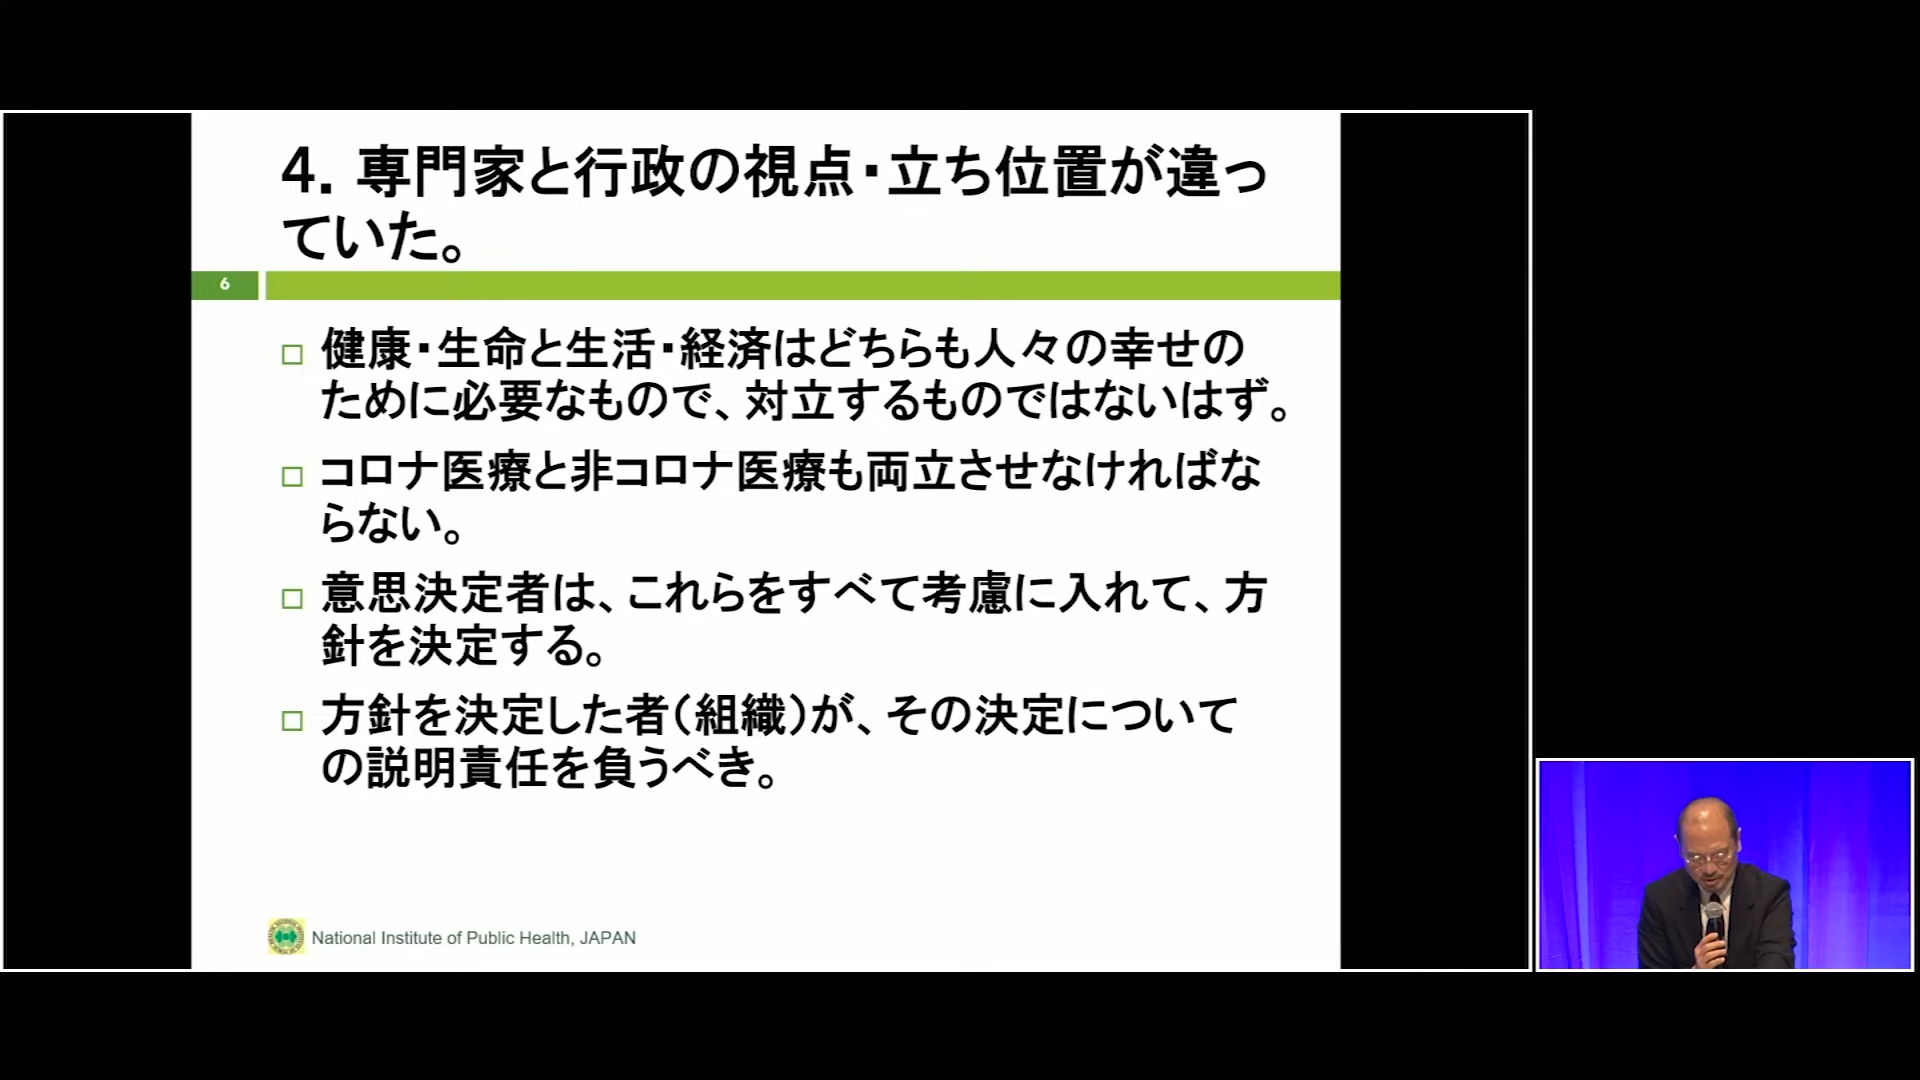 4. 専門家と行政の視点・立ち位置が違っ
ていた。
6
健康・生命と生活・経済はどちらも人々の幸せの
ために必要なもので、対立するものではないはず。
コロナ医療と非コロナ医療も両立させなければな
らない。
意思決定者は、これらをすべて考慮に入れて、方
針を決定する。
方針を決定した者(組織)が、その決定について
の説明責任を負うべき。
National Institute of Public Health, JAPAN